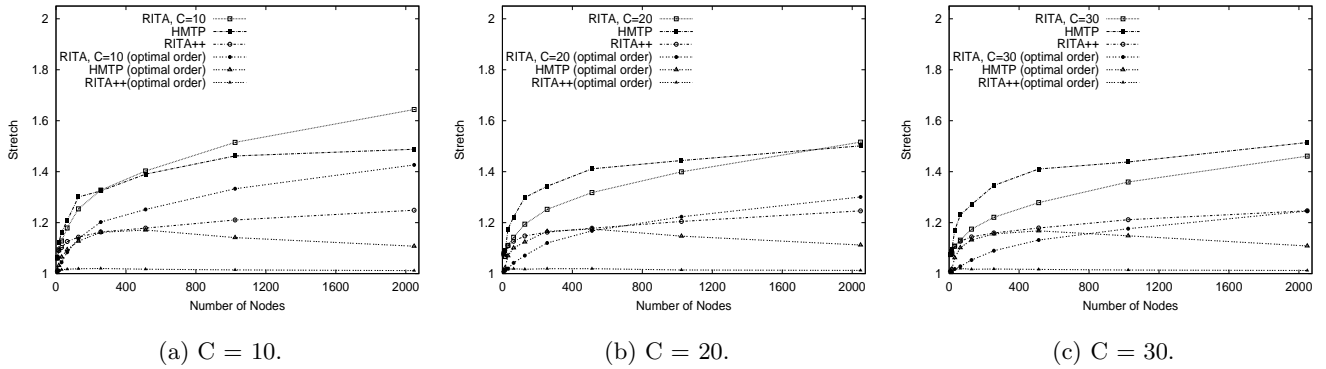 2
1.8
1.6
1.4
1.2
1
0 400 800 1200 1600 2000
Stretch
Number of Nodes
RITA, C=10
HMTP
RITA++
RITA, C=10 (optimal order)
HMTP (optimal order)
RITA++(optimal order)
(a) C = 10.
2
1.8
1.6
1.4
1.2
1
0 400 800 1200 1600 2000
Stretch
Number of Nodes
RITA, C=20
HMTP
RITA++
RITA, C=20 (optimal order)
HMTP (optimal order)
RITA++(optimal order)
(b) C = 20.
2
1.8
1.6
1.4
1.2
1
0 400 800 1200 1600 2000
Stretch
Number of Nodes
RITA, C=30
HMTP
RITA++
RITA, C=30 (optimal order)
HMTP (optimal order)
RITA++(optimal order)
(c) C = 30.